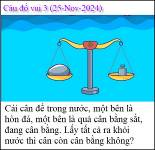 Câu đố vui 3 (25-Nov-2024).
Cái cân để trong nước, một bên là
hòn đá, một bên là quả cân bằng sắt,
đang cân bằng. Lấy tất cả ra khỏi
nước thì cân còn cân bằng không?